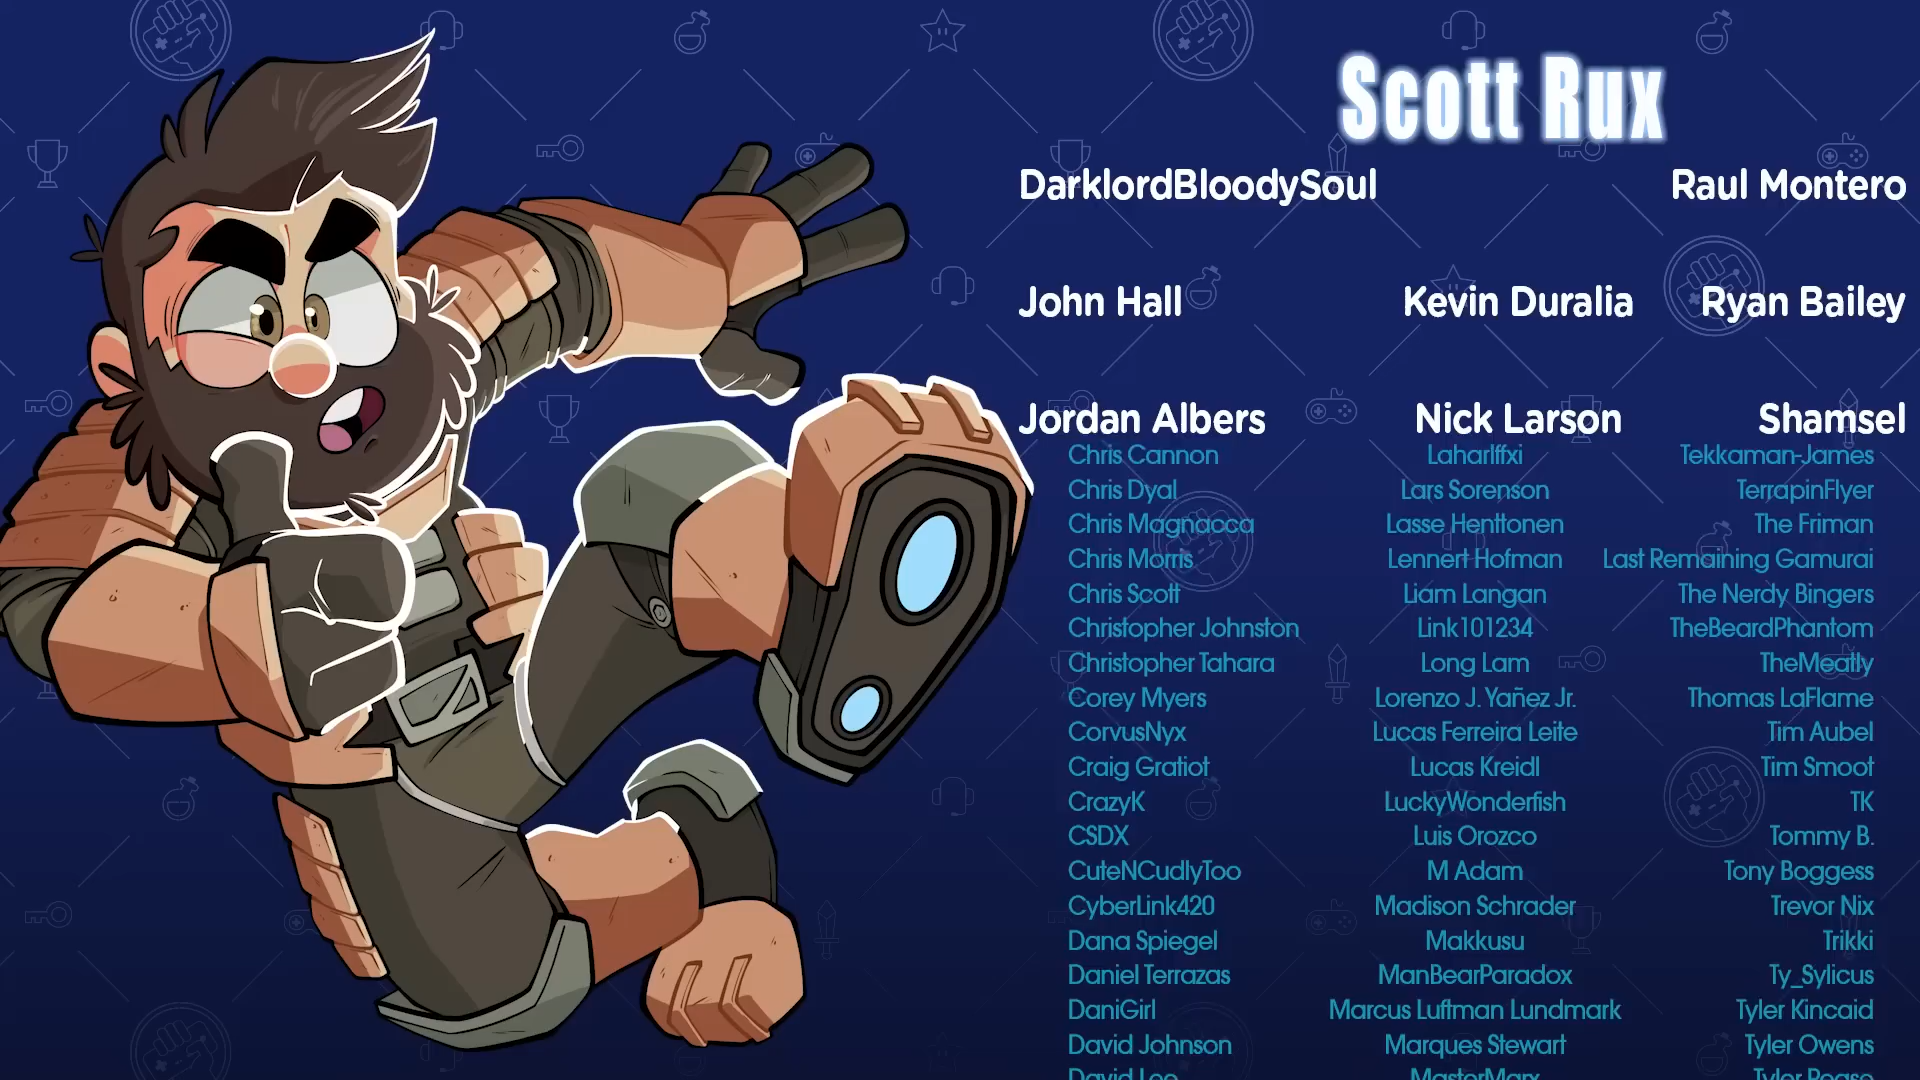 Scott Rux
DarklordBloodySoul Raul Montero
John Hall Kevin Duralia Ryan Bailey
Jordan Albers Nick Larson Shamsel
Chris Cannon Laharlffxi Tekkaman-James
Chris Dyal Lars Sorenson TerrapinFlyer
Chris Magnacca Lasse Henttonen The Friman
Chris Morris Lennert Hofman Last Remaining Gamurai
Chris Scott Liam Langan The Nerdy Bingers
Christopher Johnston Link101234 TheBeardPhantom
Christopher Tahara Long Lam TheMeatly
Corey Myers Lorenzo J. Yañez Jr. Thomas LaFlame
CorvusNyx Lucas Ferreira Leite Tim Aubel
Craig Gratiot Lucas Kreidl Tim Smoot
CrazyK LuckyWonderfish TK
CSDX Luis Orozco Tommy B.
CuteNCudlyToo M Adam Tony Boggess
CyberLink420 Madison Schrader Trevor Nix
Dana Spiegel Makkusu Trikki
Daniel Terrazas ManBearParadox Ty_Sylicus
DaniGirl Marcus Luffman Lundmark Tyler Kincaid
David Johnson Marques Stewart Tyler Owens
David MasterMarx Tyler